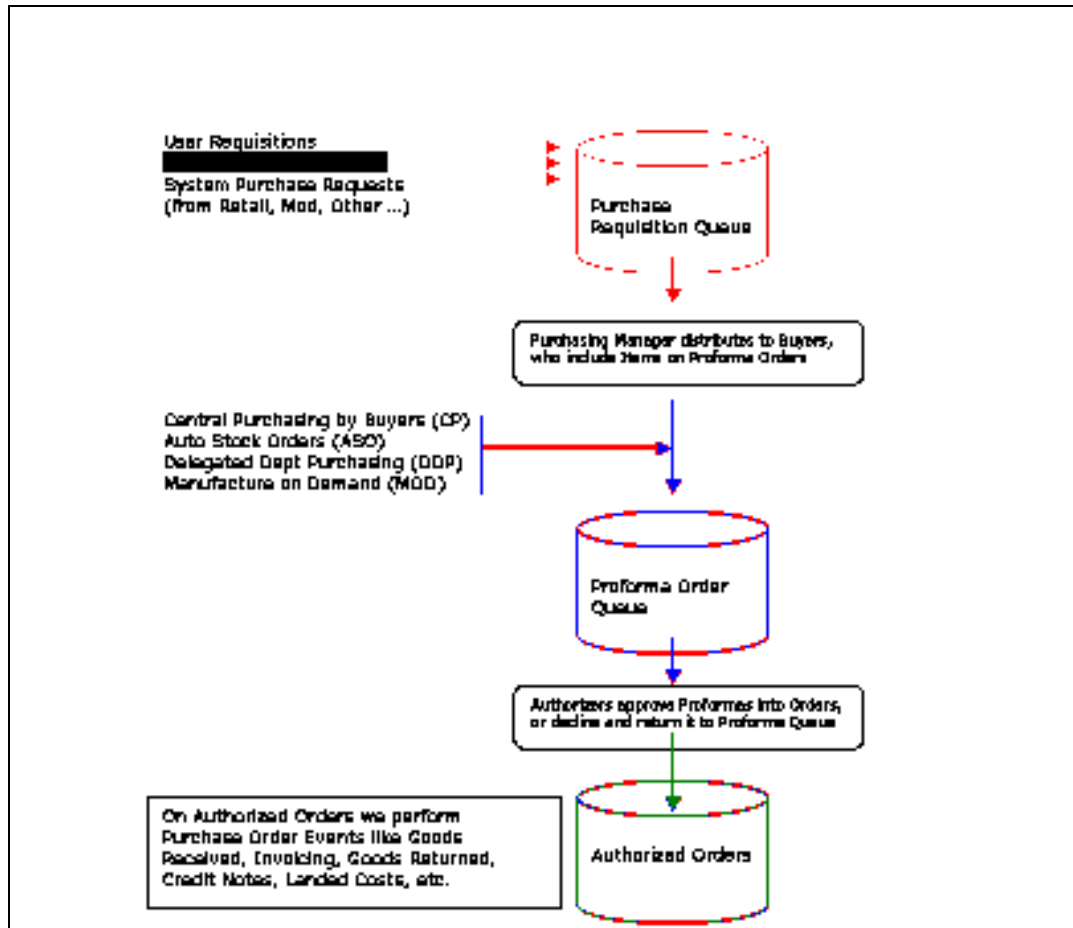 User Requisitions
System Purchase Requests
(from Retail, Mod, Other ...)
Purchase
Requisition Queue
Purchasing Manager distributes to Buyers,
who include Items on Proforma Orders
Central Purchasing by Buyers (CP)
Auto Stock Orders (ASO)
Delegated Dept Purchasing (DDP)
Manufacture on Demand (MOD)
Proforma Order
Queue
Authorizers approve Proformas into Orders,
or decline and return it to Proforma Queue
On Authorized Orders we perform
Purchase Order Events like Goods
Received, Invoicing, Goods Returned,
Credit Notes, Landed Costs, etc.
Authorized Orders